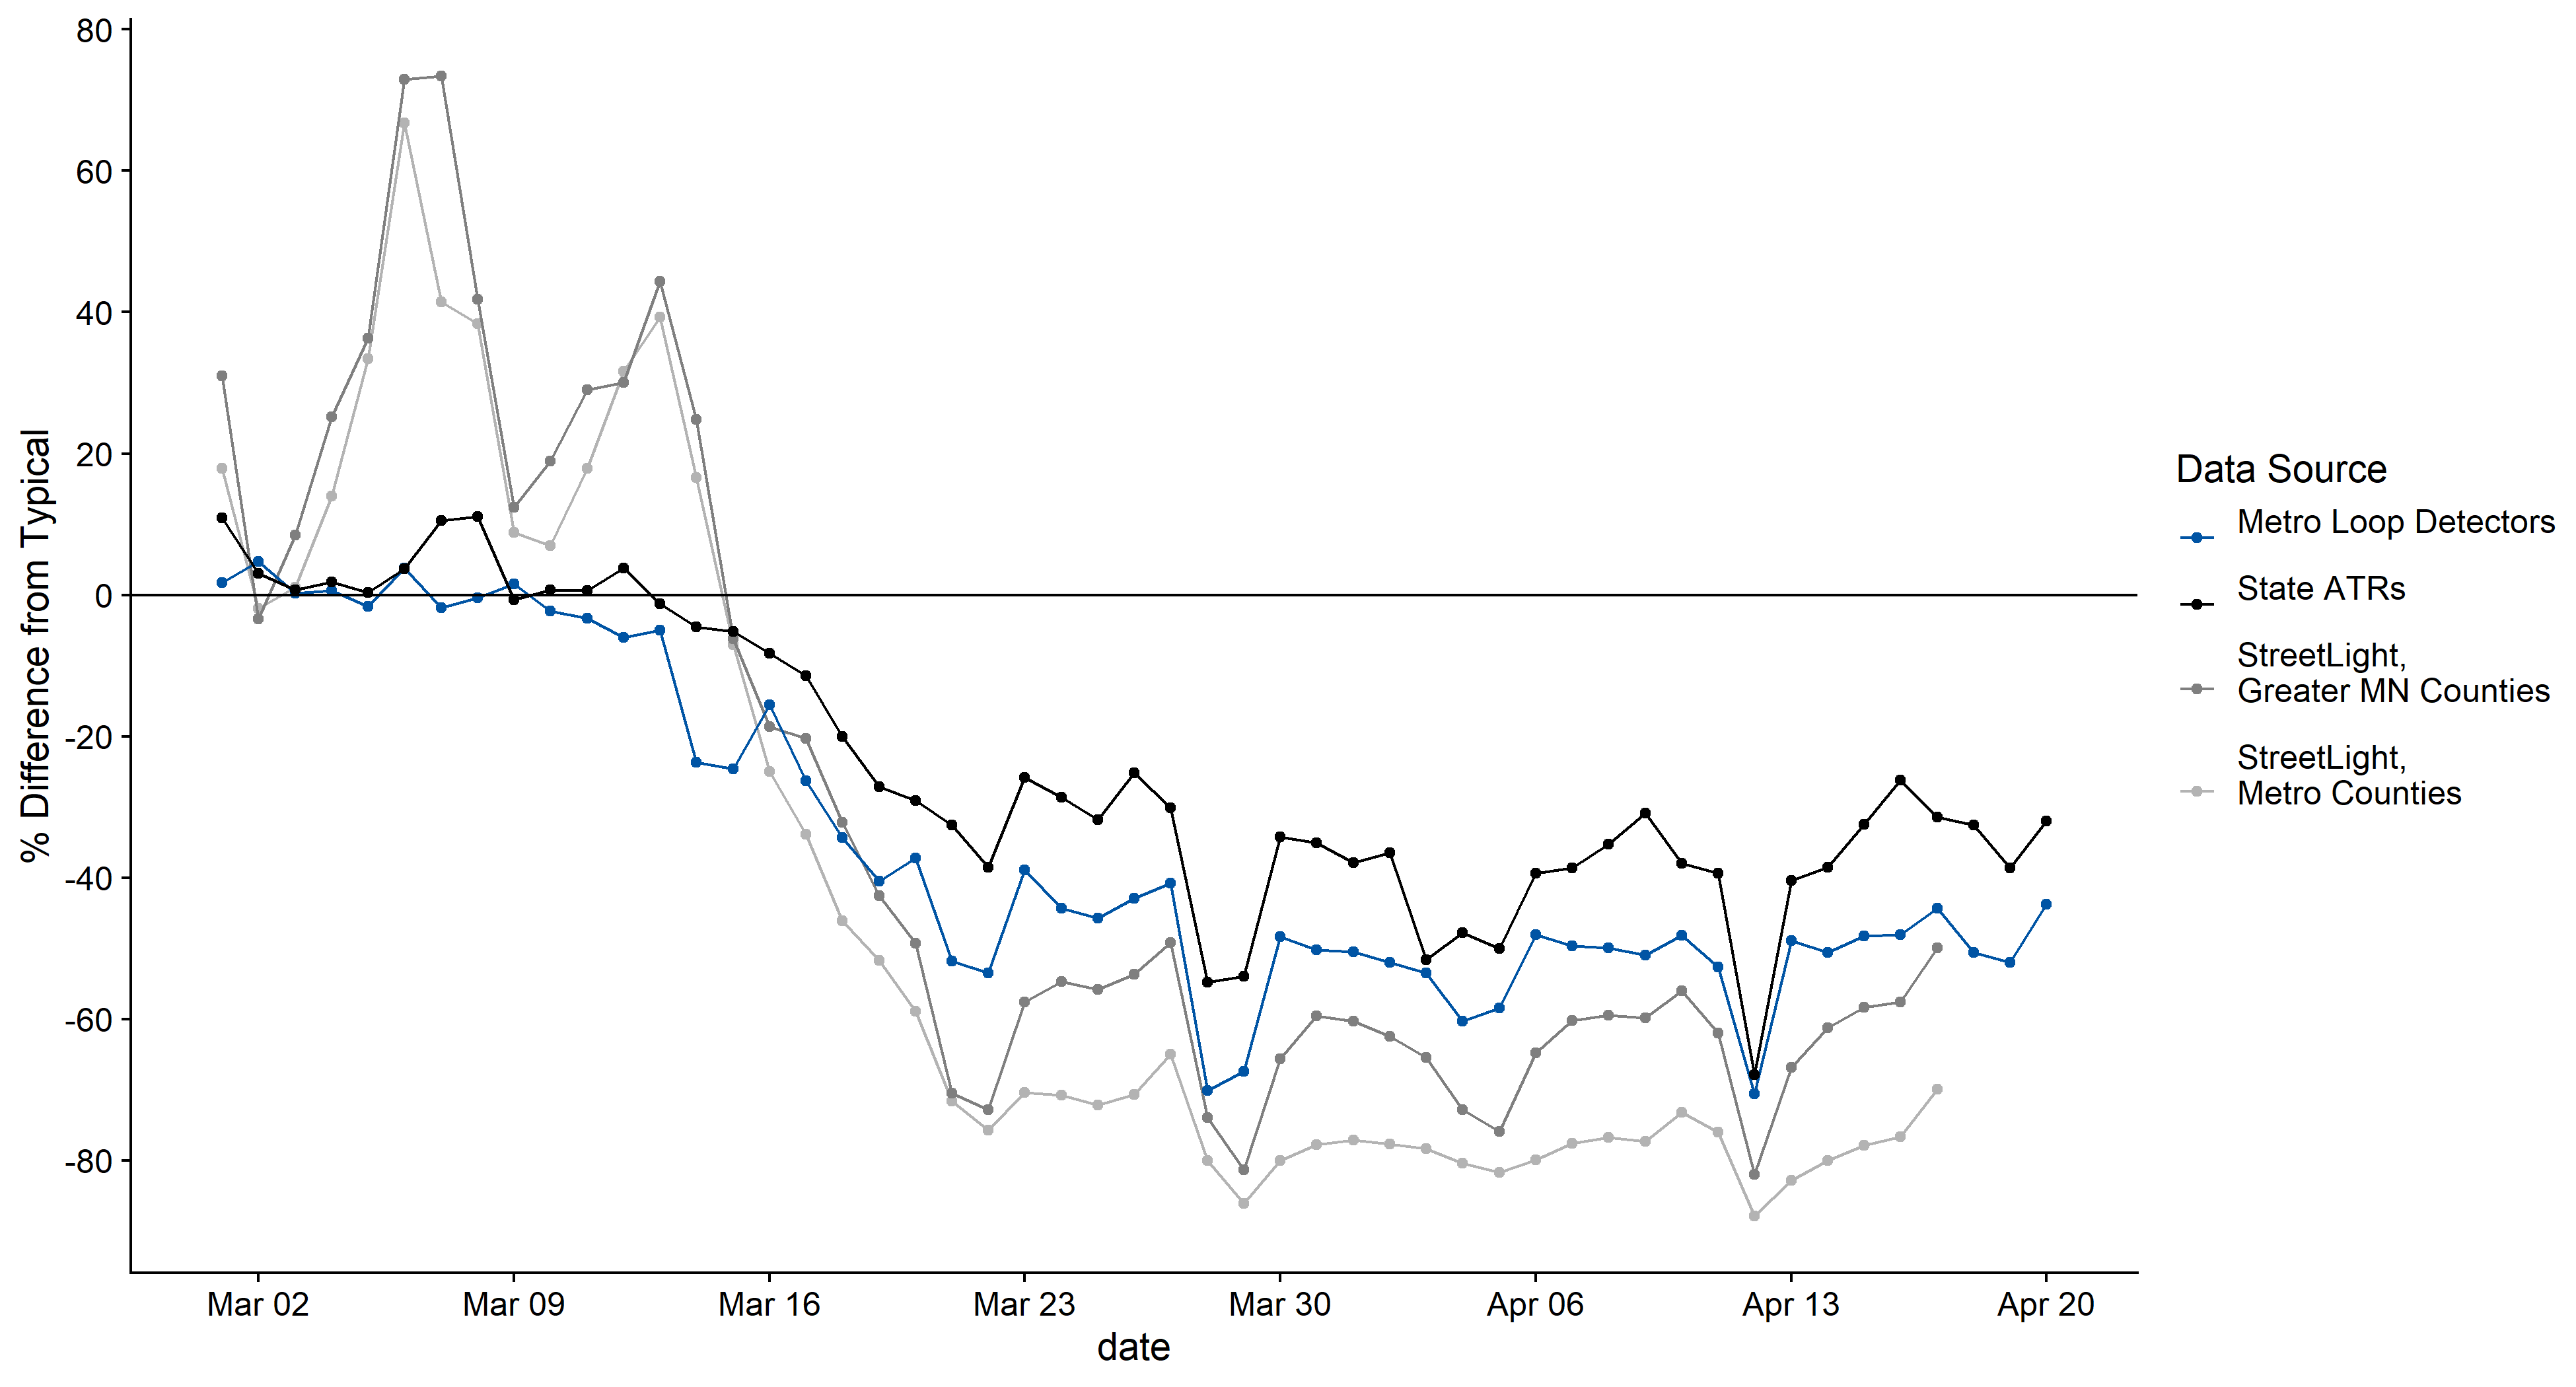 80
60
40
20
0
-20
-40
-60
-80
% Difference from Typical
Mar 02
Mar 09
Mar 16
Mar 23
Mar 30
Apr 06
Apr 13
Apr 20
date
Data Source
Metro Loop Detectors
State ATRs
StreetLight,
Greater MN Counties
StreetLight,
Metro Counties